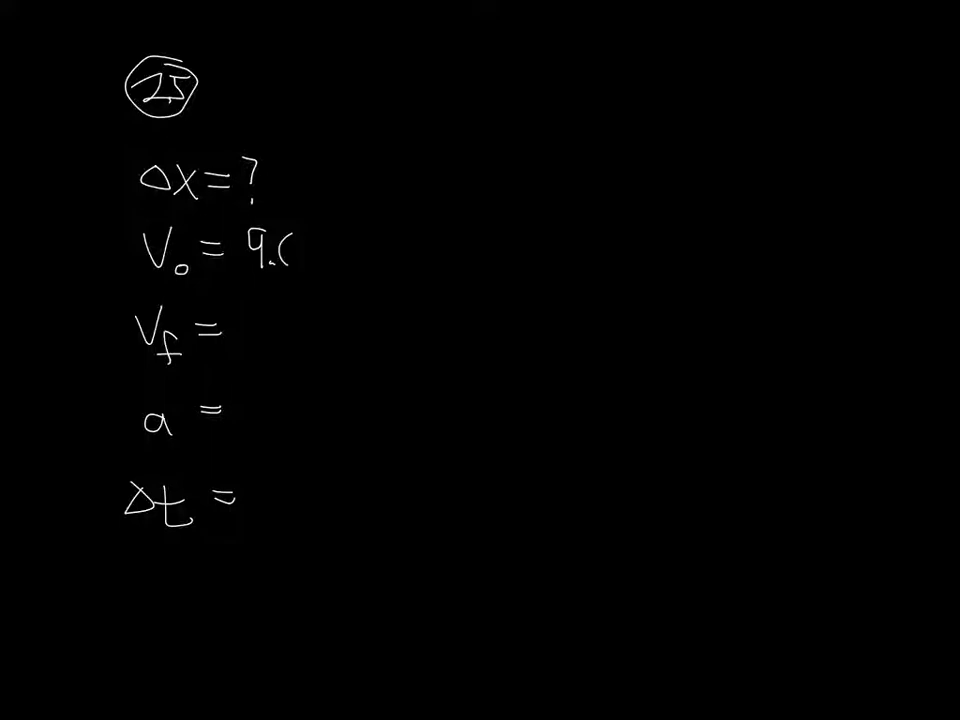 25
Δx = ?
V₀ = 9.
V_f =
a =
Δt =